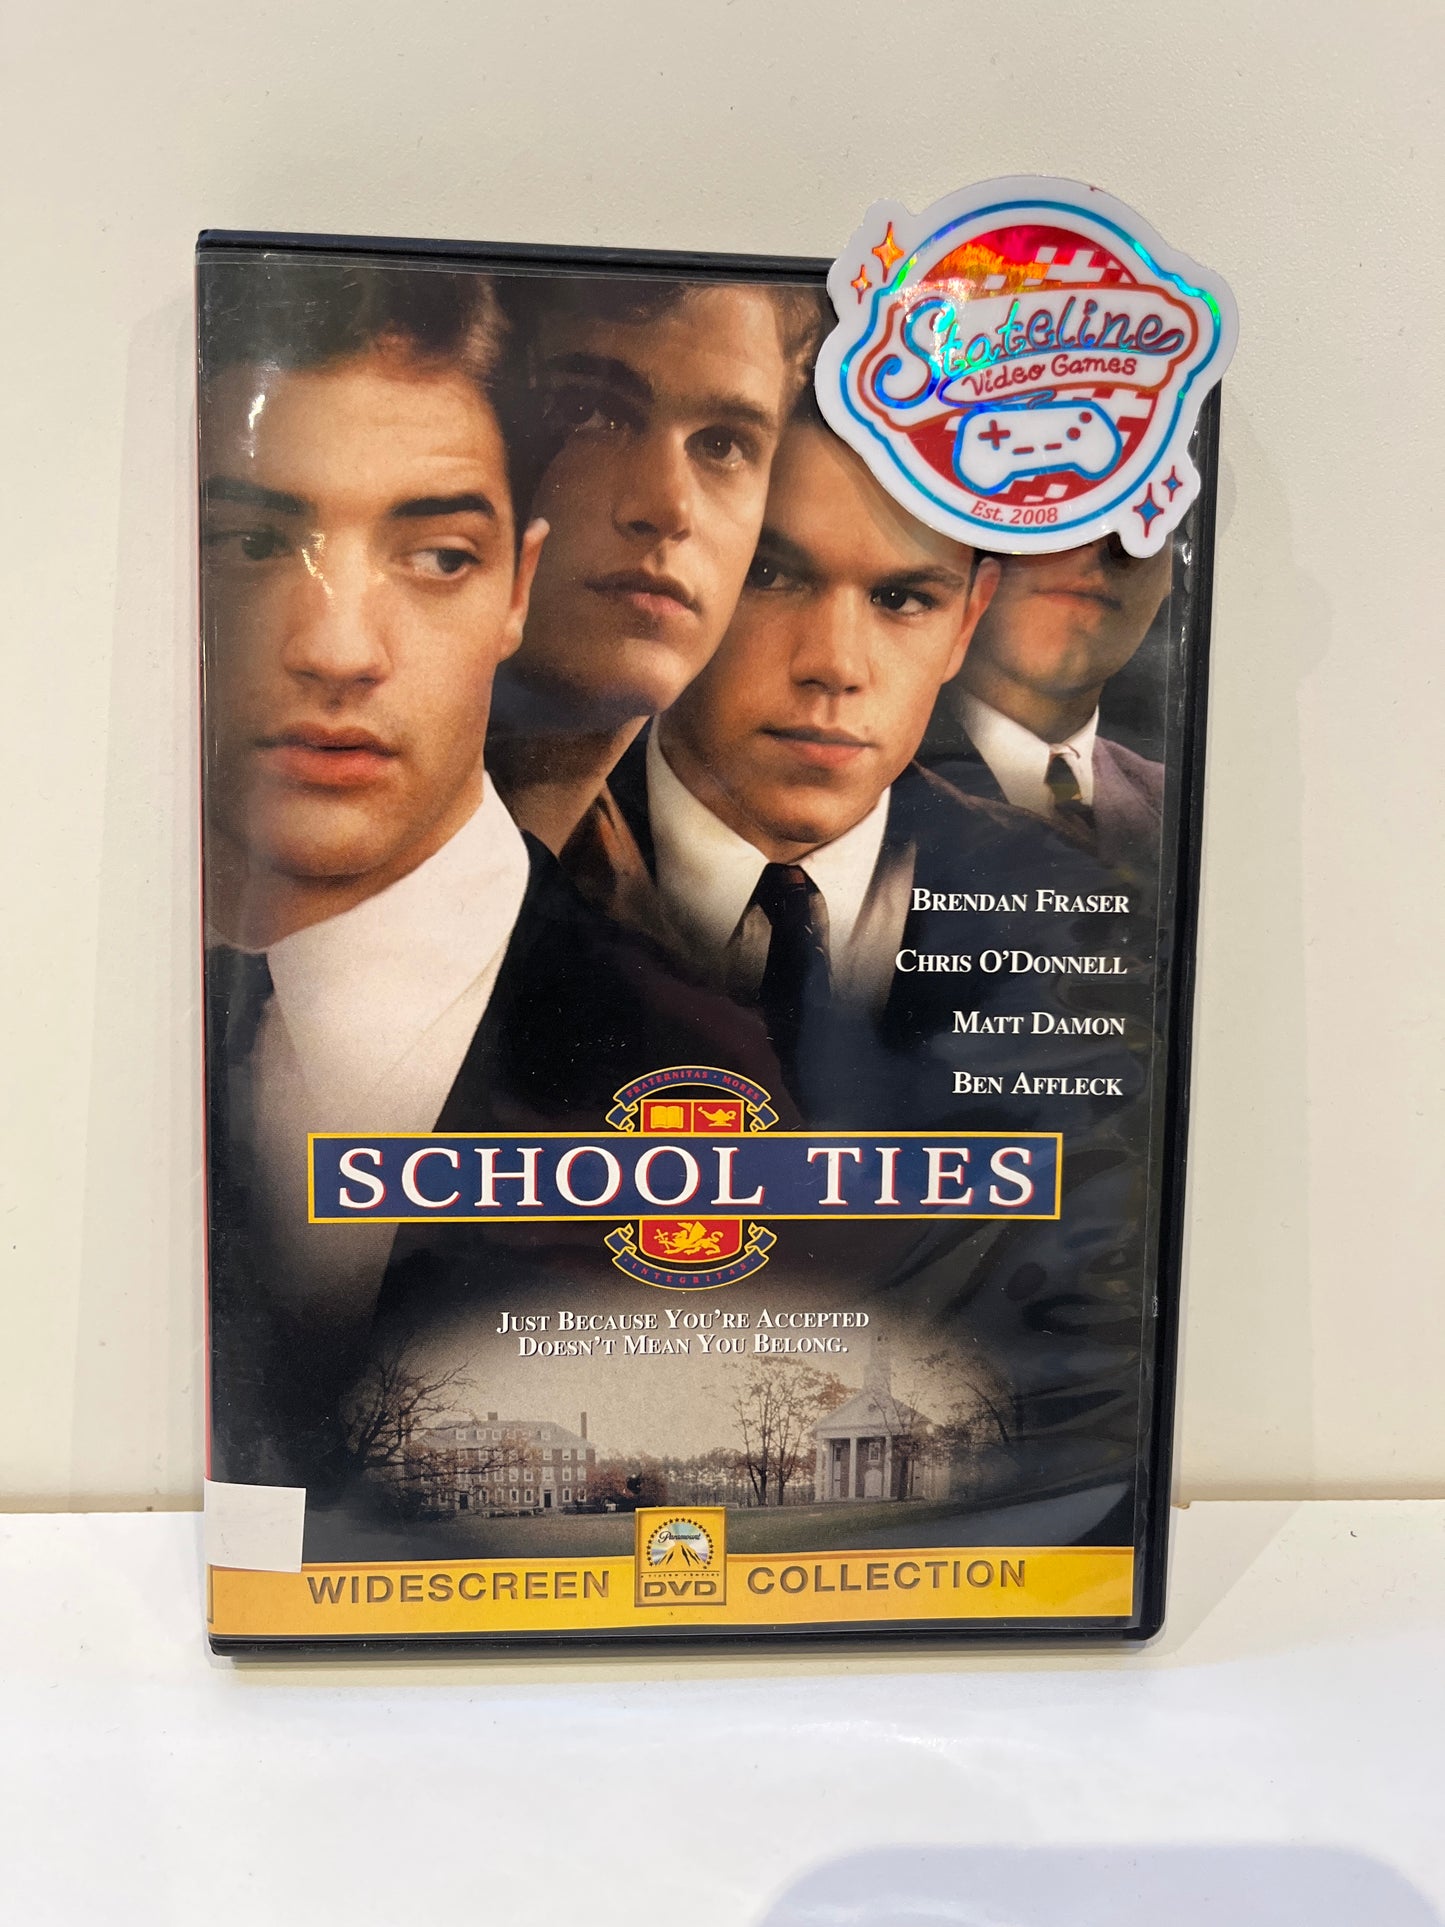 Stateline
Video Games
Est. 2008
BRENDAN FRASER
CHRIS O'DONNELL
MATT DAMON
BEN AFFLECK
FRATERNITAS · MORES
SCHOOL TIES
· INTEGRITAS ·
JUST BECAUSE YOU'RE ACCEPTED
DOESN'T MEAN YOU BELONG.
Paramount
WIDESCREEN DVD COLLECTION